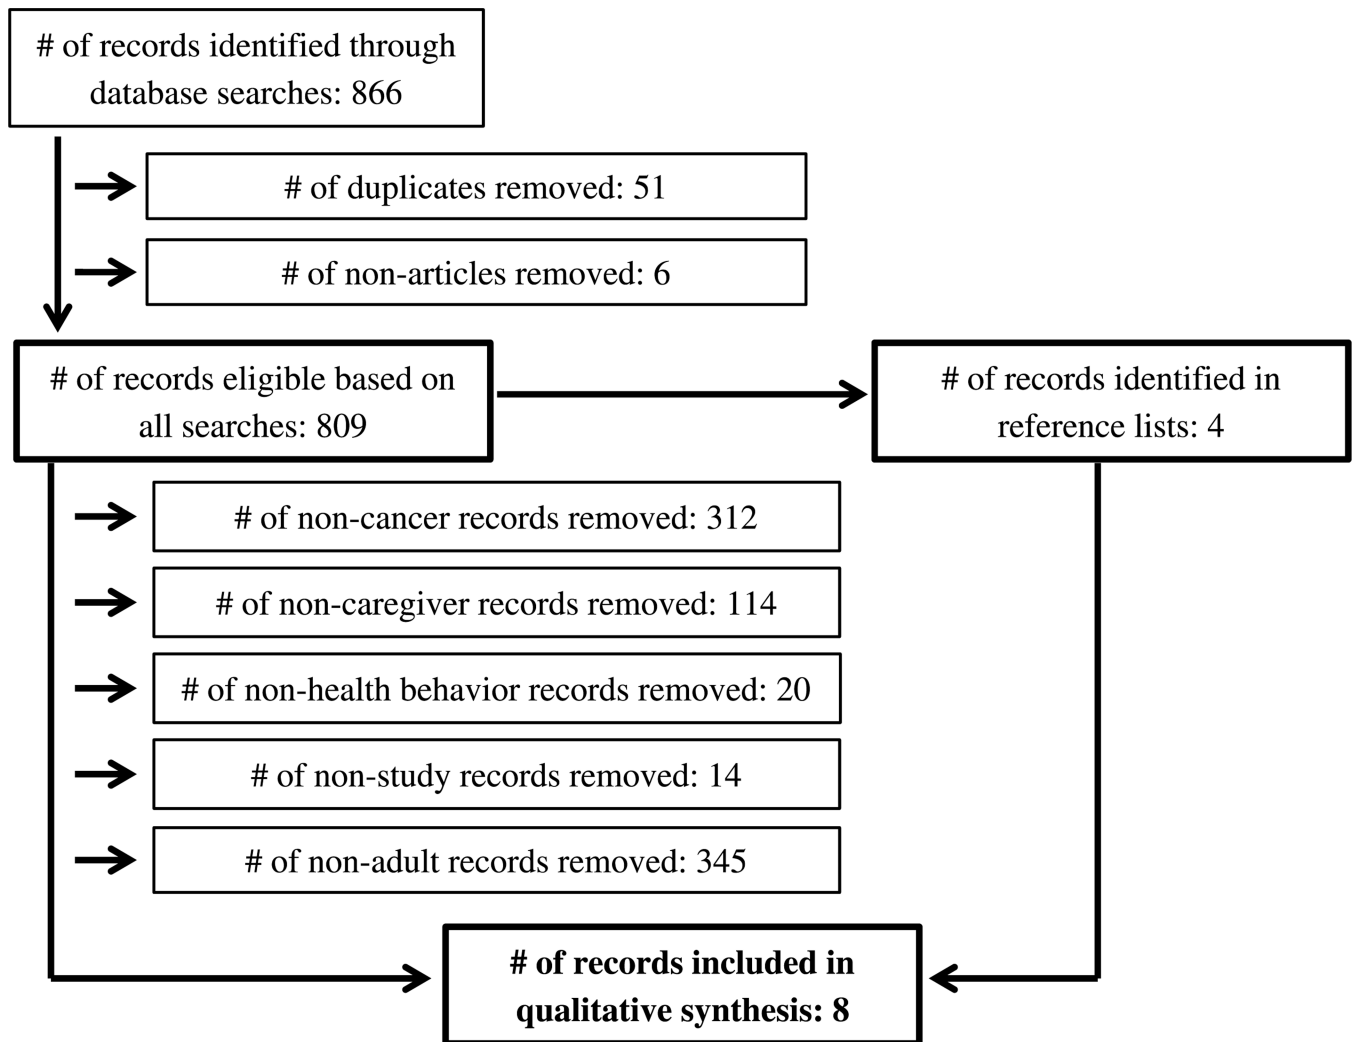 # of records identified through
database searches: 866
# of duplicates removed: 51
# of non-articles removed: 6
# of records eligible based on
all searches: 809
# of records identified in
reference lists: 4
# of non-cancer records removed: 312
# of non-caregiver records removed: 114
# of non-health behavior records removed: 20
# of non-study records removed: 14
# of non-adult records removed: 345
# of records included in
qualitative synthesis: 8